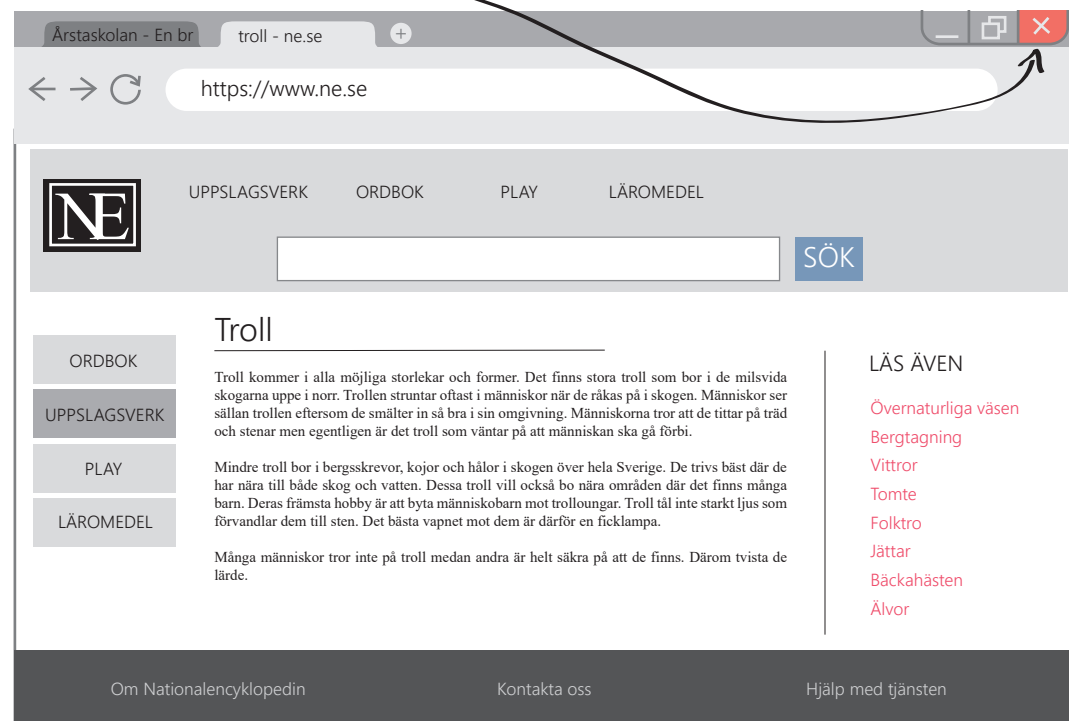 Årstaskolan - En br
troll - ne.se
https://www.ne.se
NE
UPPSLAGSVERK
ORDBOK
PLAY
LÄROMEDEL
SÖK
ORDBOK
UPPSLAGSVERK
PLAY
LÄROMEDEL
Troll
Troll kommer i alla möjliga storlekar och former. Det finns stora troll som bor i de milsvida
skogarna uppe i norr. Trollen struntar oftast i människor när de råkas på i skogen. Människor ser
sällan trollen eftersom de smälter in så bra i sin omgivning. Människorna tror att de tittar på träd
och stenar men egentligen är det troll som väntar på att människan ska gå förbi.
Mindre troll bor i bergsskrevor, kojor och hålor i skogen över hela Sverige. De trivs bäst där de
har nära till både skog och vatten. Dessa troll vill också bo nära områden där det finns många
barn. Deras främsta hobby är att byta människobarn mot trolloungar. Troll tål inte starkt ljus som
förvandlar dem till sten. Det bästa vapnet mot dem är därför en ficklampa.
Många människor tror inte på troll medan andra är helt säkra på att de finns. Därom tvista de
lärde.
LÄS ÄVEN
Övernaturliga väsen
Bergtagning
Vittror
Tomte
Folktro
Jättar
Bäckahästen
Älvor
Om Nationalencyklopedin
Kontakta oss
Hjälp med tjänsten